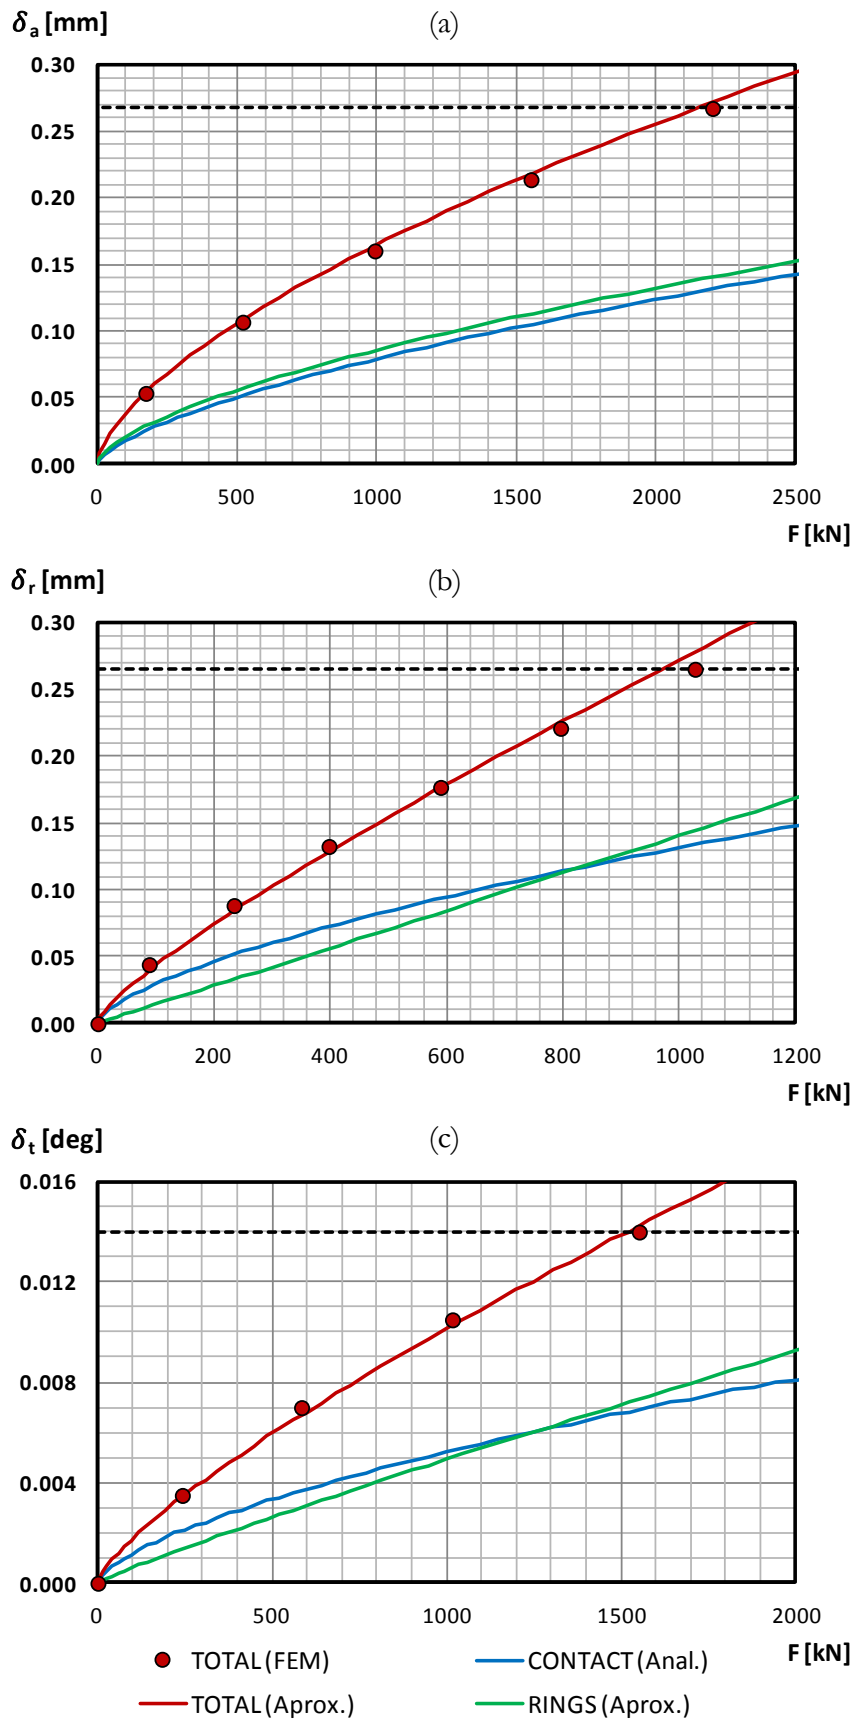 δa [mm]
(a)
0.30
0.25
0.20
0.15
0.10
0.05
0.00
0 500 1000 1500 2000 2500
F [kN]
δr [mm]
(b)
0.30
0.25
0.20
0.15
0.10
0.05
0.00
0 200 400 600 800 1000 1200
F [kN]
δt [deg]
(c)
0.016
0.012
0.008
0.004
0.000
0 500 1000 1500 2000
F [kN]
TOTAL (FEM)
CONTACT (Anal.)
TOTAL (Aprox.)
RINGS (Aprox.)